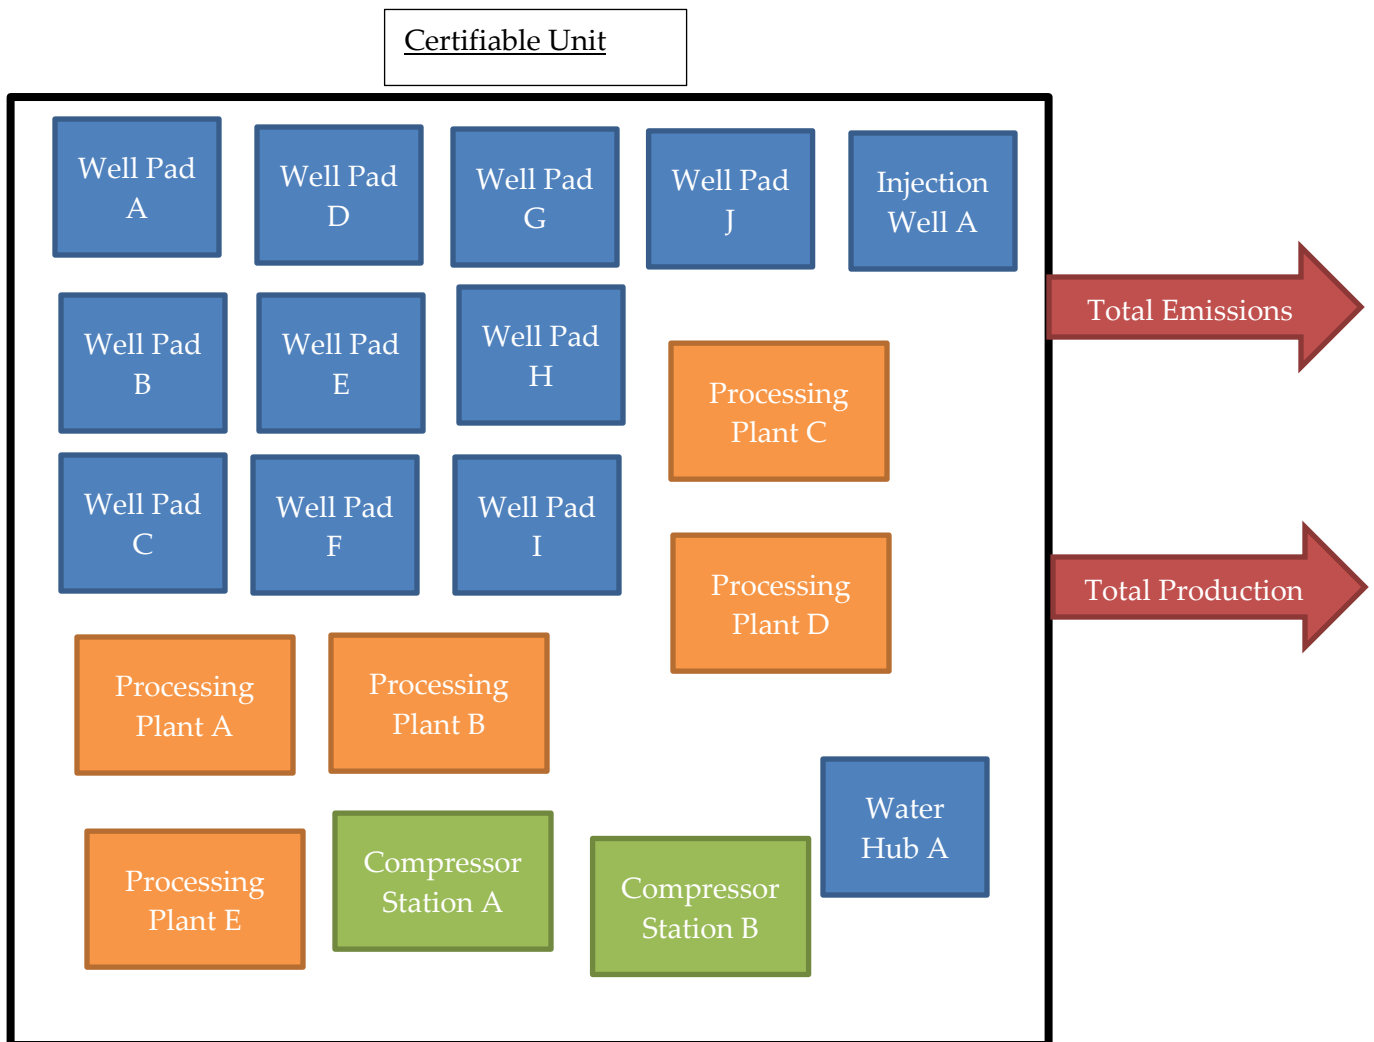 Certifiable Unit
Well Pad
A
Well Pad
D
Well Pad
G
Well Pad
J
Injection
Well A
Total Emissions
Well Pad
B
Well Pad
E
Well Pad
H
Processing
Plant C
Well Pad
C
Well Pad
F
Well Pad
I
Processing
Plant D
Total Production
Processing
Plant A
Processing
Plant B
Water
Hub A
Processing
Plant E
Compressor
Station A
Compressor
Station B